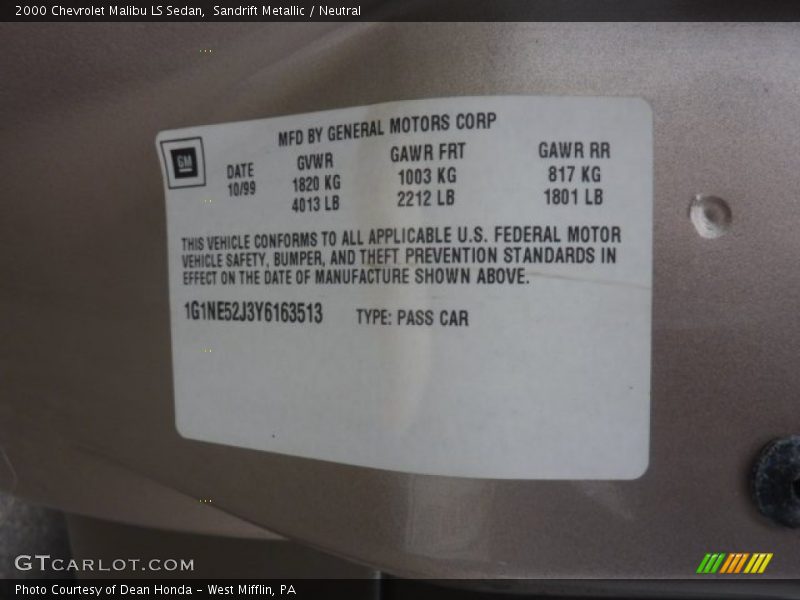 2000 Chevrolet Malibu LS Sedan, Sandrift Metallic / Neutral
MFD BY GENERAL MOTORS CORP
GM
DATE
10/99
GVWR
1820 KG
4013 LB
GAWR FRT
1003 KG
2212 LB
GAWR RR
817 KG
1801 LB
THIS VEHICLE CONFORMS TO ALL APPLICABLE U.S. FEDERAL MOTOR
VEHICLE SAFETY, BUMPER, AND THEFT PREVENTION STANDARDS IN
EFFECT ON THE DATE OF MANUFACTURE SHOWN ABOVE.
1G1NE52J3Y6163513 TYPE: PASS CAR
GTCARLOT.COM
Photo Courtesy of Dean Honda - West Mifflin, PA